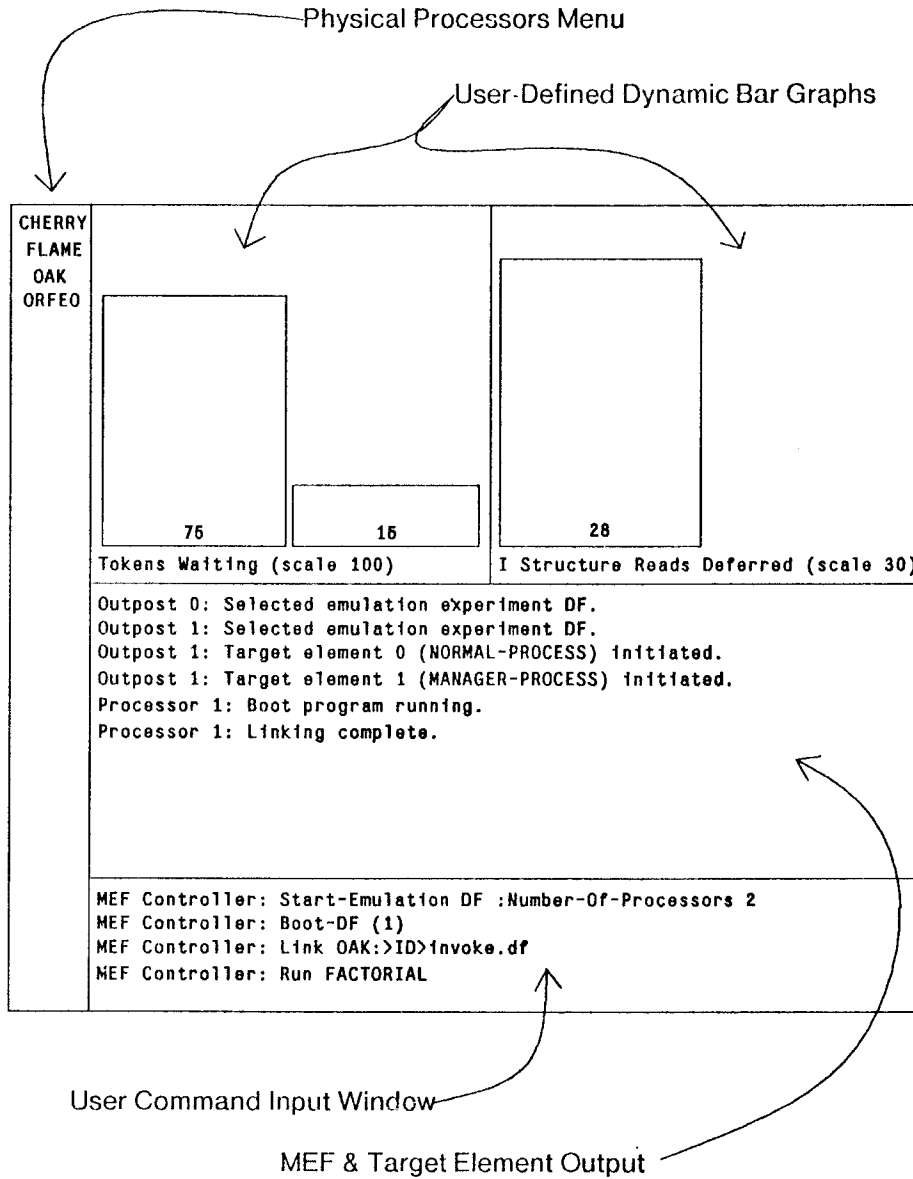 Physical Processors Menu
User-Defined Dynamic Bar Graphs
CHERRY
FLAME
OAK
ORFEO
75
15
28
Tokens Waiting (scale 100)
I Structure Reads Deferred (scale 30)
Outpost 0: Selected emulation experiment DF.
Outpost 1: Selected emulation experiment DF.
Outpost 1: Target element 0 (NORMAL-PROCESS) initiated.
Outpost 1: Target element 1 (MANAGER-PROCESS) initiated.
Processor 1: Boot program running.
Processor 1: Linking complete.
MEF Controller: Start-Emulation DF :Number-Of-Processors 2
MEF Controller: Boot-DF (1)
MEF Controller: Link OAK:>ID>invoke.df
MEF Controller: Run FACTORIAL
User Command Input Window
MEF & Target Element Output